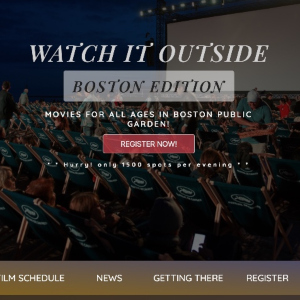 WATCH IT OUTSIDE
BOSTON EDITION
MOVIES FOR ALL AGES IN BOSTON PUBLIC
GARDEN!
REGISTER NOW!
* * Hurry! only 1500 spots per evening * *
FILM SCHEDULE NEWS GETTING THERE REGISTER